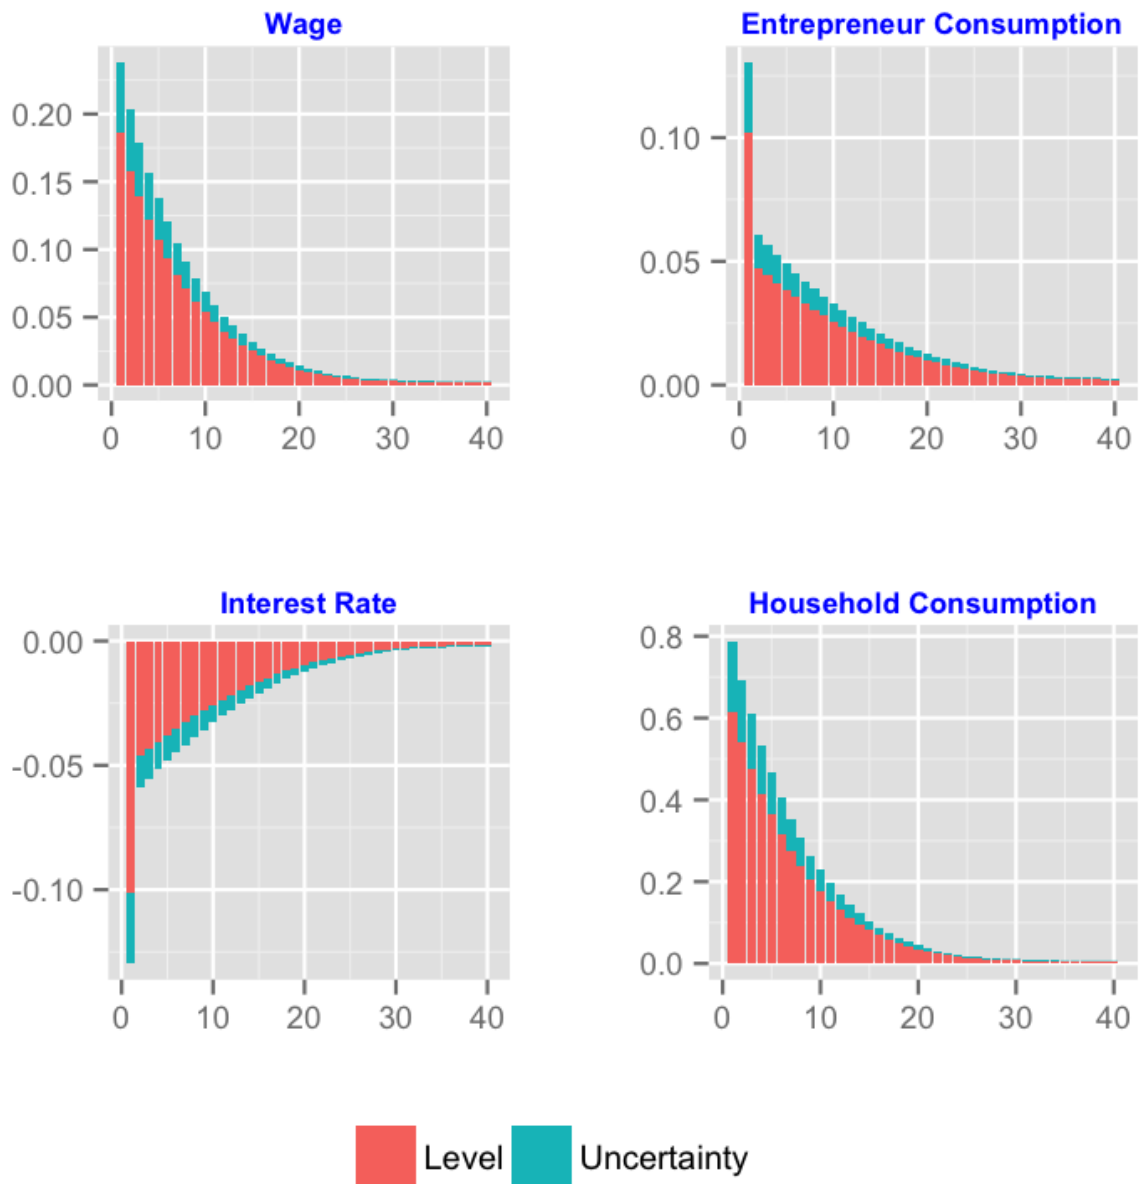 Wage
0.20
0.15
0.10
0.05
0.00
0 10 20 30 40
Entrepreneur Consumption
0.10
0.05
0.00
0 10 20 30 40
Interest Rate
0.00
-0.05
-0.10
0 10 20 30 40
Household Consumption
0.8
0.6
0.4
0.2
0.0
0 10 20 30 40
Level Uncertainty